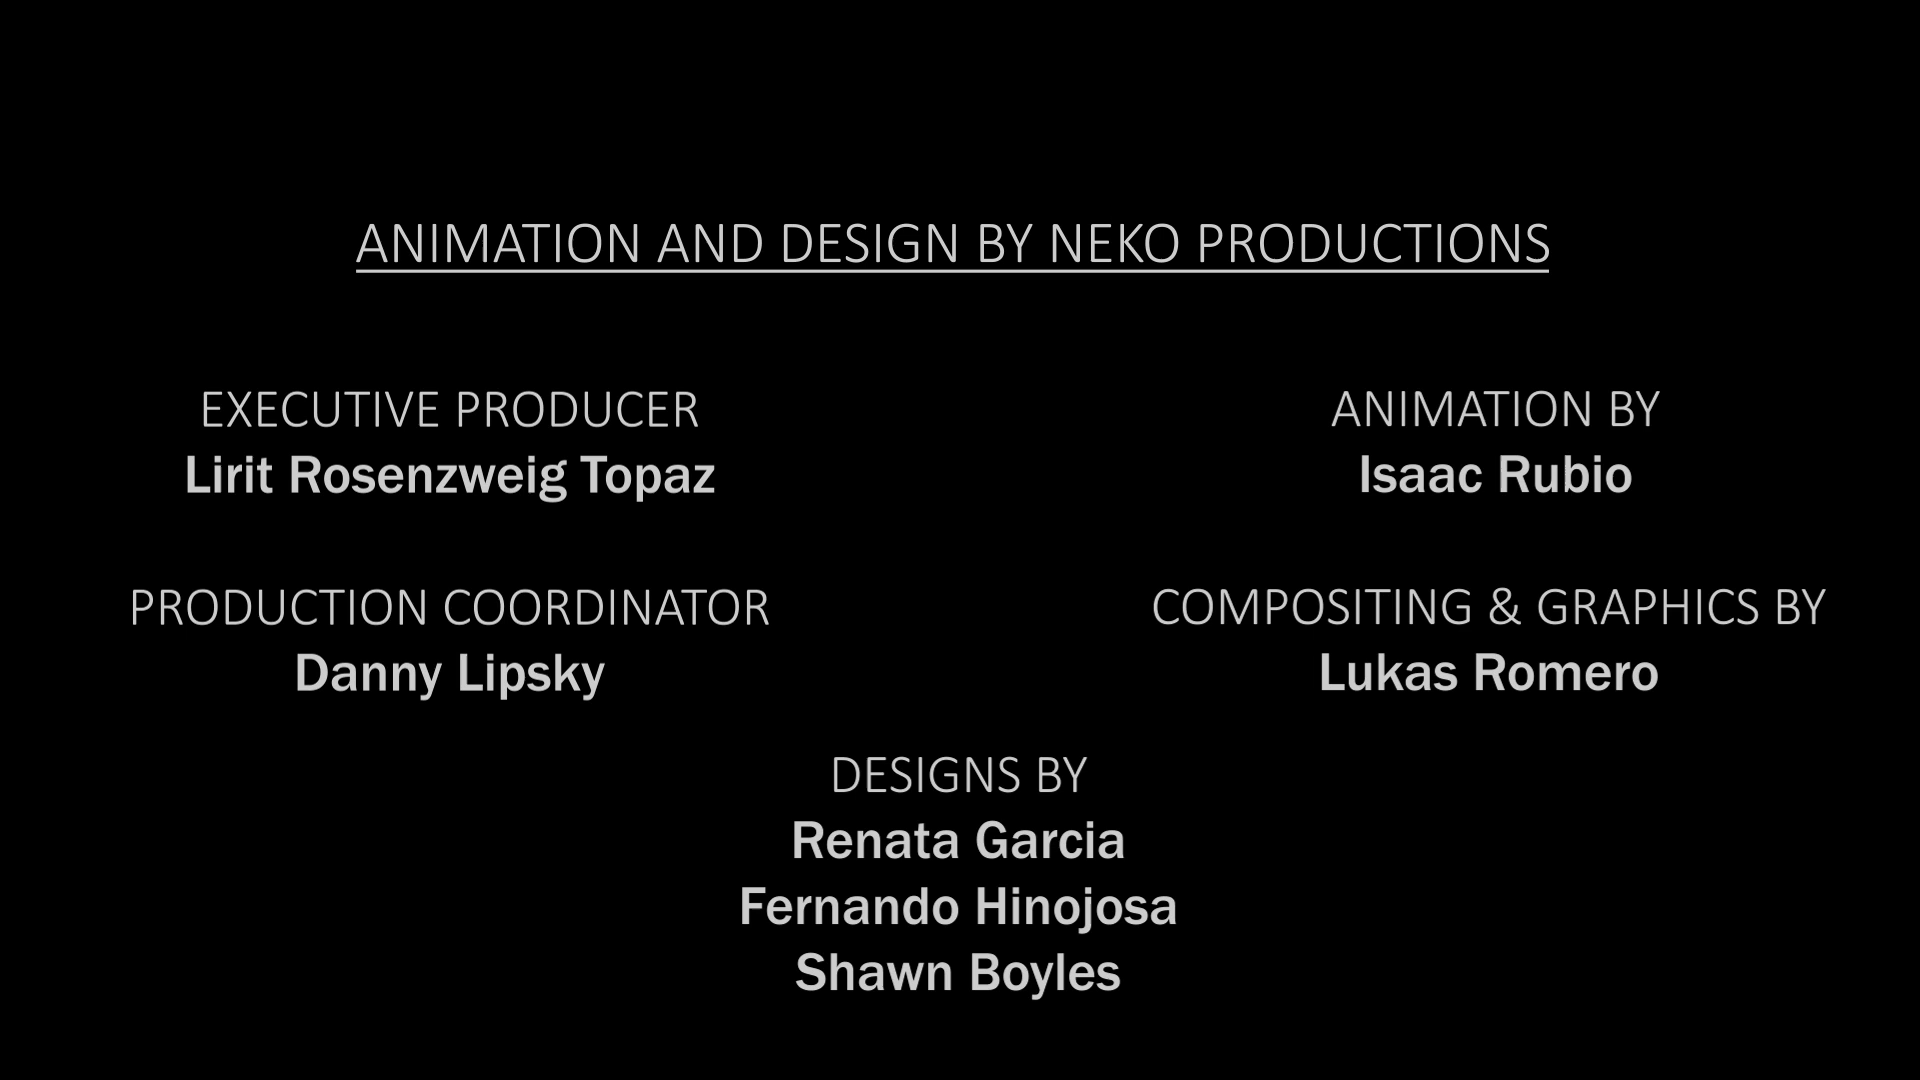 ANIMATION AND DESIGN BY NEKO PRODUCTIONS
EXECUTIVE PRODUCER
Lirit Rosenzweig Topaz
PRODUCTION COORDINATOR
Danny Lipsky
ANIMATION BY
Isaac Rubio
COMPOSITING & GRAPHICS BY
Lukas Romero
DESIGNS BY
Renata Garcia
Fernando Hinojosa
Shawn Boyles